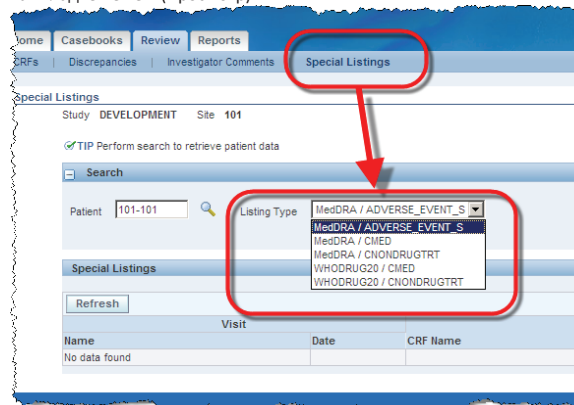 Home Casebooks Review Reports
CRFs | Discrepancies | Investigator Comments | Special Listings
Special Listings
Study DEVELOPMENT Site 101
TIP Perform search to retrieve patient data
Search
Patient 101-101 Listing Type MedDRA / ADVERSE_EVENT_S
MedDRA / ADVERSE_EVENT_S
MedDRA / CMED
MedDRA / CNONDRUGTRT
WHODRUG20 / CMED
WHODRUG20 / CNONDRUGTRT
Special Listings
Refresh
Visit
Name Date CRF Name
No data found